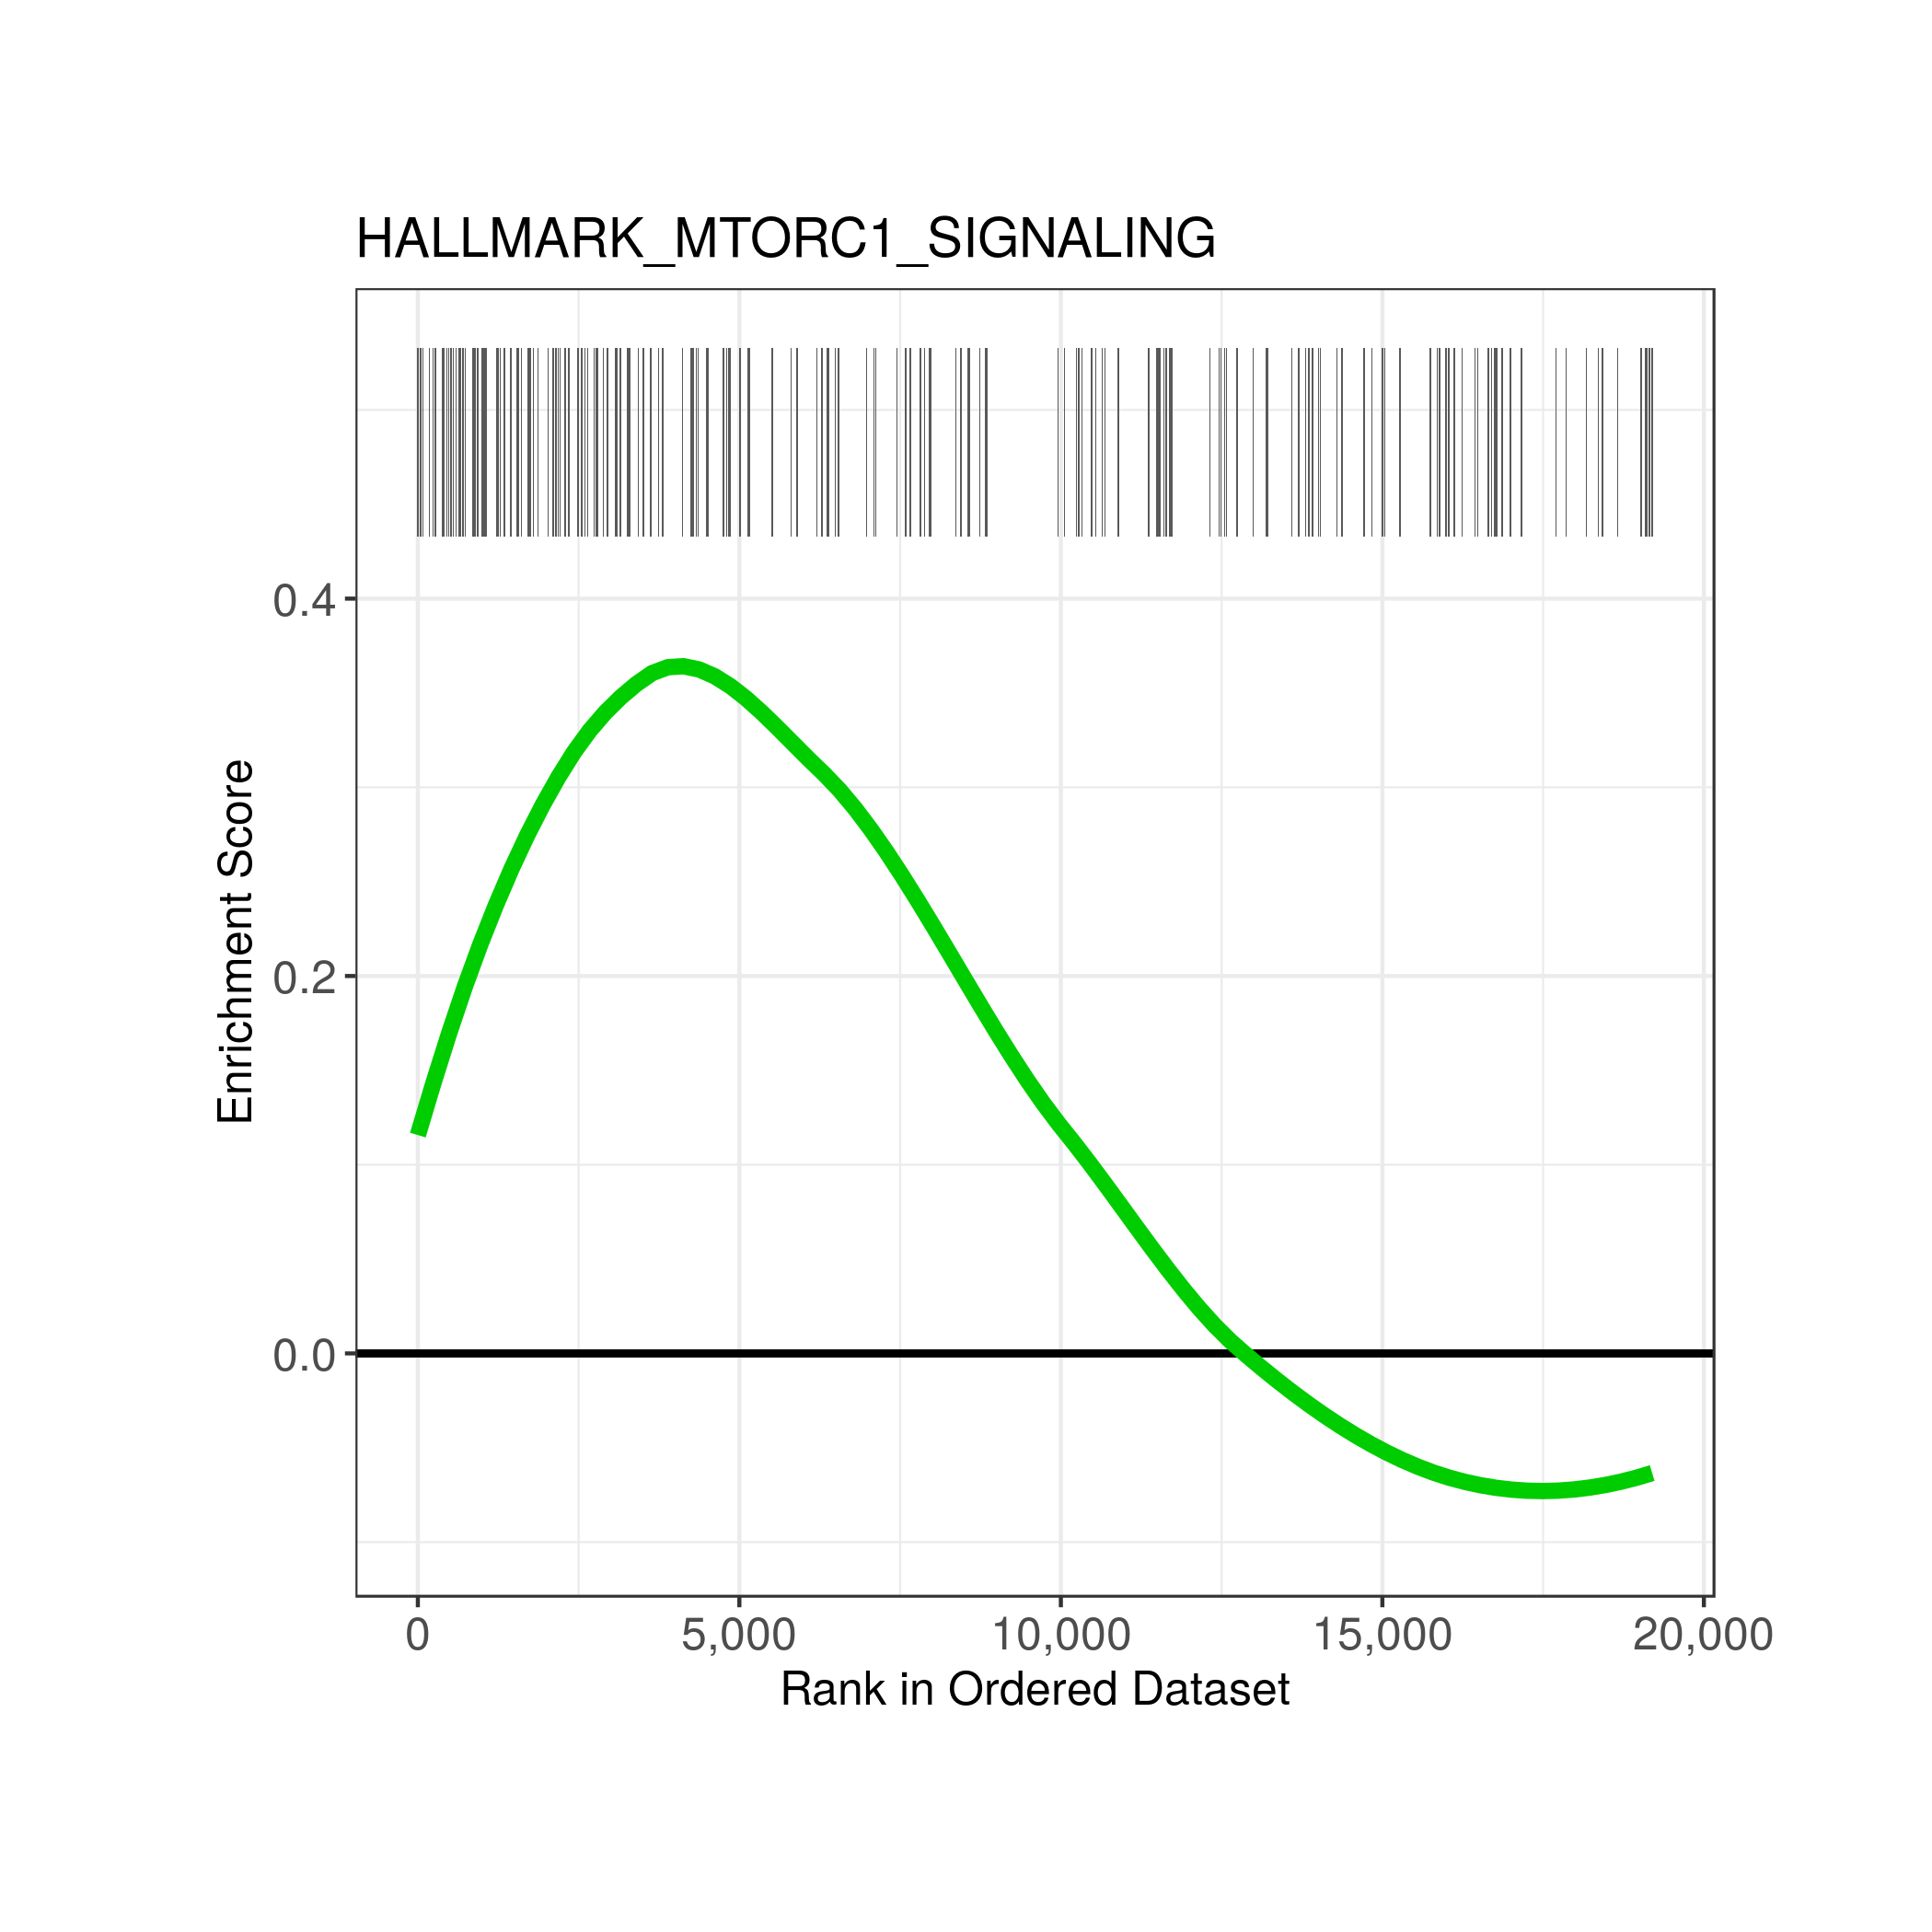 HALLMARK_MTORC1_SIGNALING
Enrichment Score
0.4
0.2
0.0
0 5,000 10,000 15,000 20,000
Rank in Ordered Dataset